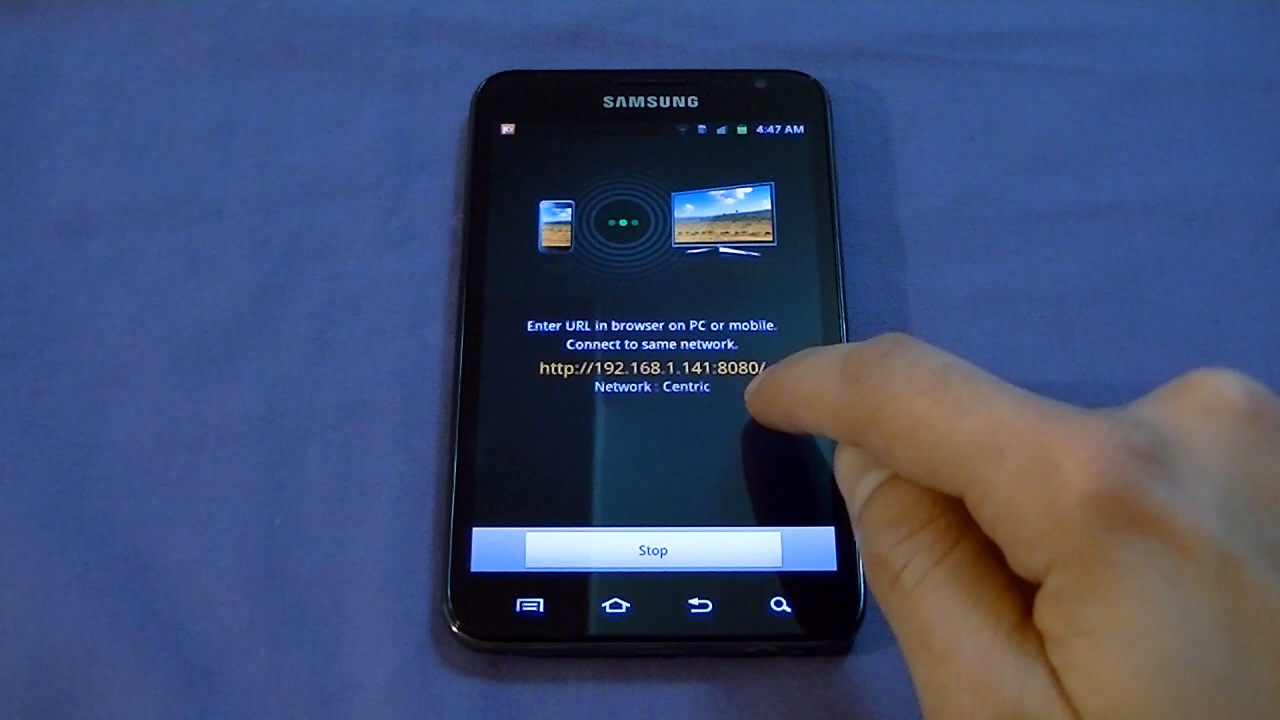 SAMSUNG
4:47 AM
Enter URL in browser on PC or mobile.
Connect to same network.
http://192.168.1.141:8080/
Network : Centric
Stop